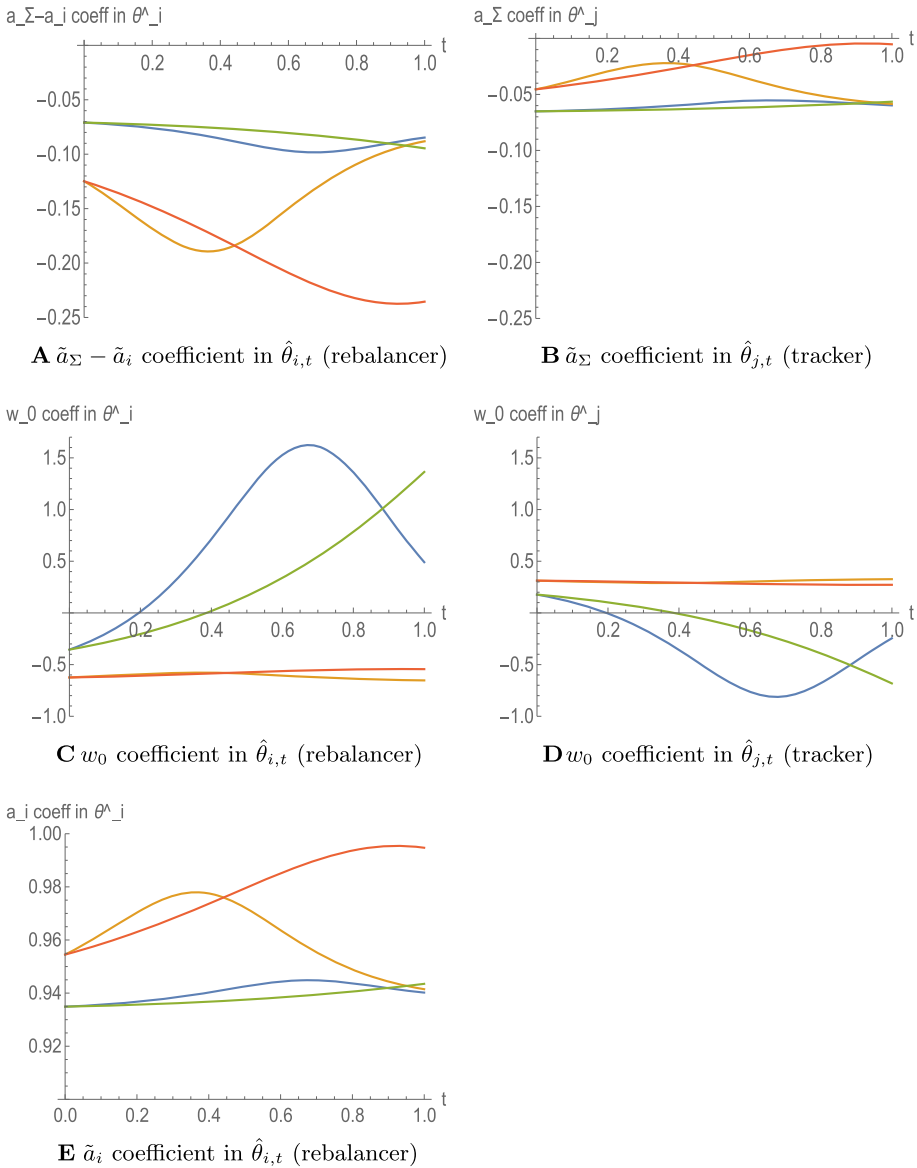 a_Σ−a_i coeff in θ^_i
a_Σ coeff in θ^_j
t
0.2 0.4 0.6 0.8 1.0
−0.05
−0.10
−0.15
−0.20
−0.25
t
0.2 0.4 0.6 0.8 1.0
−0.05
−0.10
−0.15
−0.20
−0.25
A ã_Σ − ã_i coefficient in θ̂_{i,t} (rebalancer)
B ã_Σ coefficient in θ̂_{j,t} (tracker)
w_0 coeff in θ^_i
w_0 coeff in θ^_j
1.5
1.0
0.5
t
0.2 0.4 0.6 0.8 1.0
−0.5
−1.0
1.5
1.0
0.5
t
0.2 0.4 0.6 0.8 1.0
−0.5
−1.0
C w_0 coefficient in θ̂_{i,t} (rebalancer)
D w_0 coefficient in θ̂_{j,t} (tracker)
a_i coeff in θ^_i
1.00
0.98
0.96
0.94
0.92
t
0.0 0.2 0.4 0.6 0.8 1.0
E ã_i coefficient in θ̂_{i,t} (rebalancer)